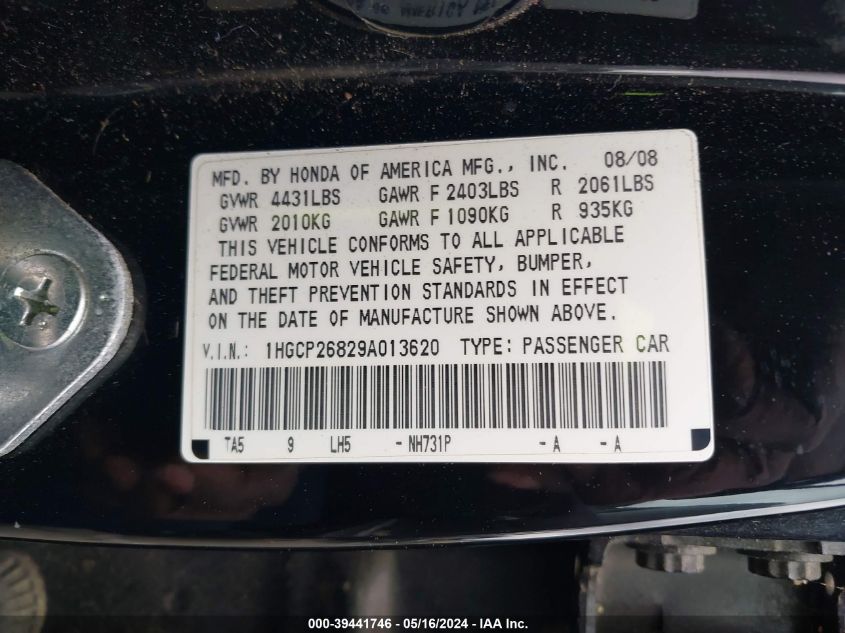 MFD. BY HONDA OF AMERICA MFG., INC. 08/08
GVWR 4431LBS GAWR F 2403LBS R 2061LBS
GVWR 2010KG GAWR F 1090KG R 935KG
THIS VEHICLE CONFORMS TO ALL APPLICABLE
FEDERAL MOTOR VEHICLE SAFETY, BUMPER,
AND THEFT PREVENTION STANDARDS IN EFFECT
ON THE DATE OF MANUFACTURE SHOWN ABOVE.
V.I.N.: 1HGCP26829A013620 TYPE: PASSENGER CAR
TA5 9 LH5 - NH731P - A - A
000-39441746 - 05/16/2024 - IAA Inc.